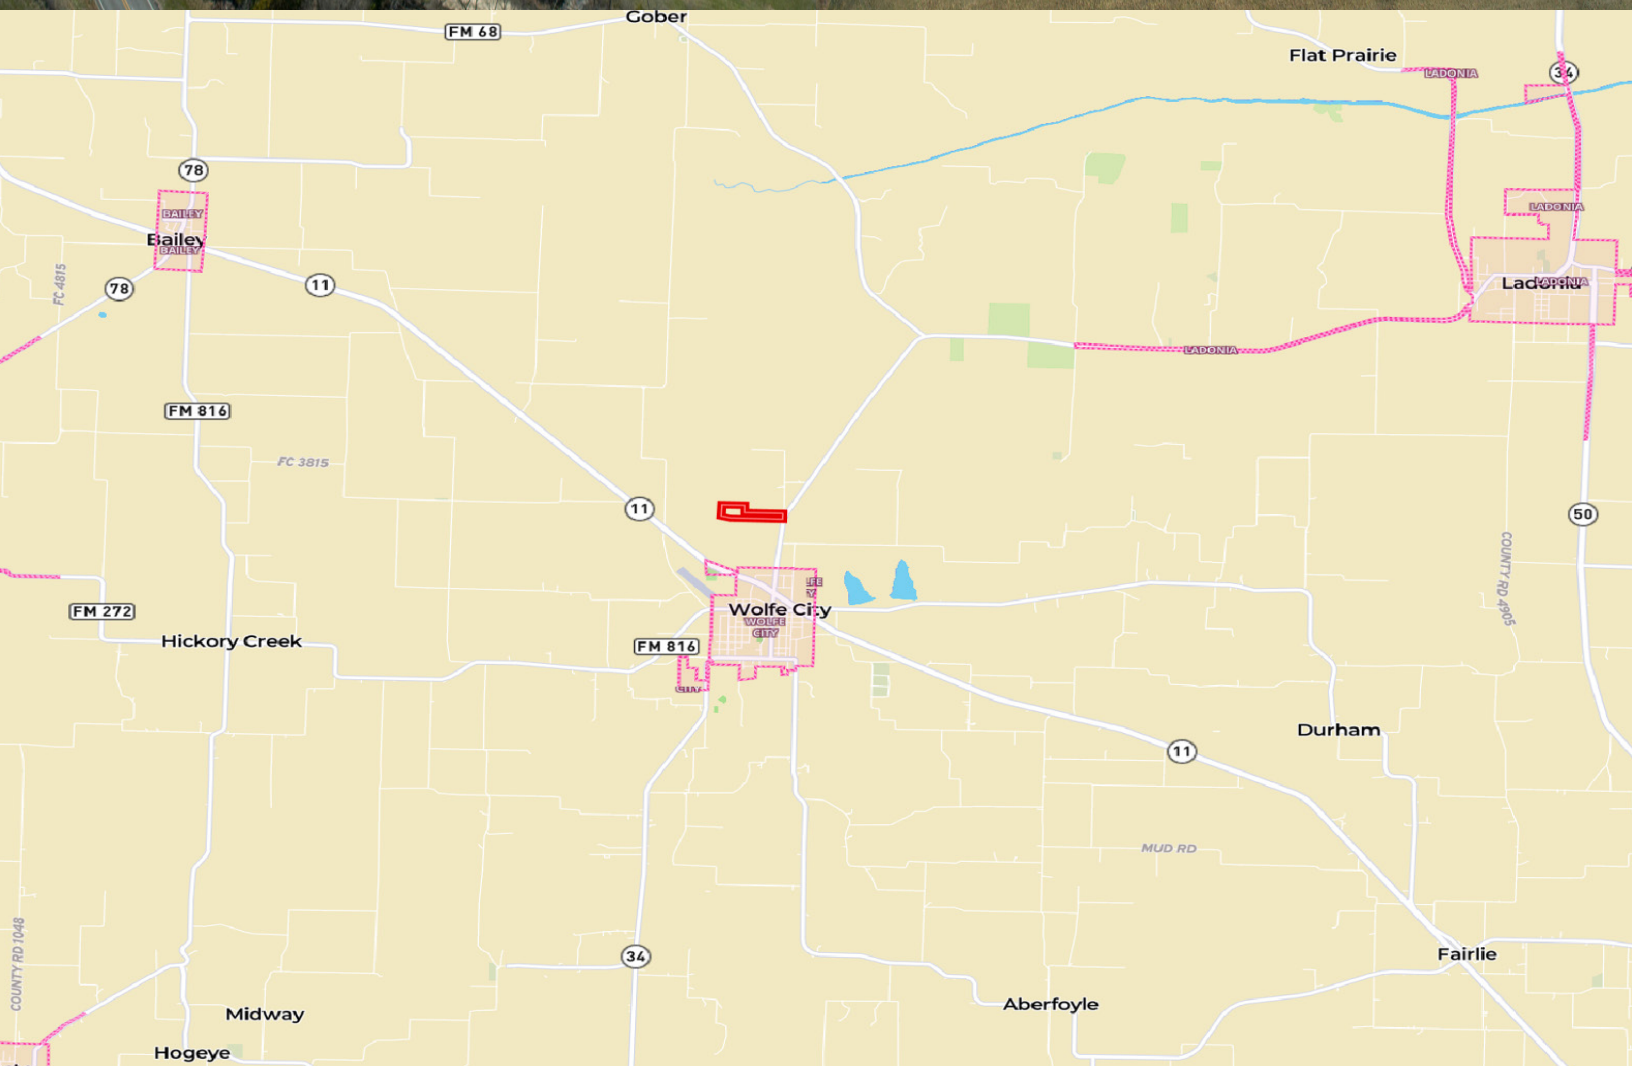 Gober
FM 68
Flat Prairie
LADONIA
34
78
BAILEY
Bailey
BAILEY
LADONIA
FC 4815
78
11
Ladonia
LADONIA
LADONIA
FM 816
FC 3815
11
50
COUNTY RD 4905
FM 272
Wolfe City
WOLFE
CITY
Hickory Creek
FM 816
CITY
Durham
11
MUD RD
COUNTY RD 1048
34
Fairlie
Aberfoyle
Midway
Hogeye